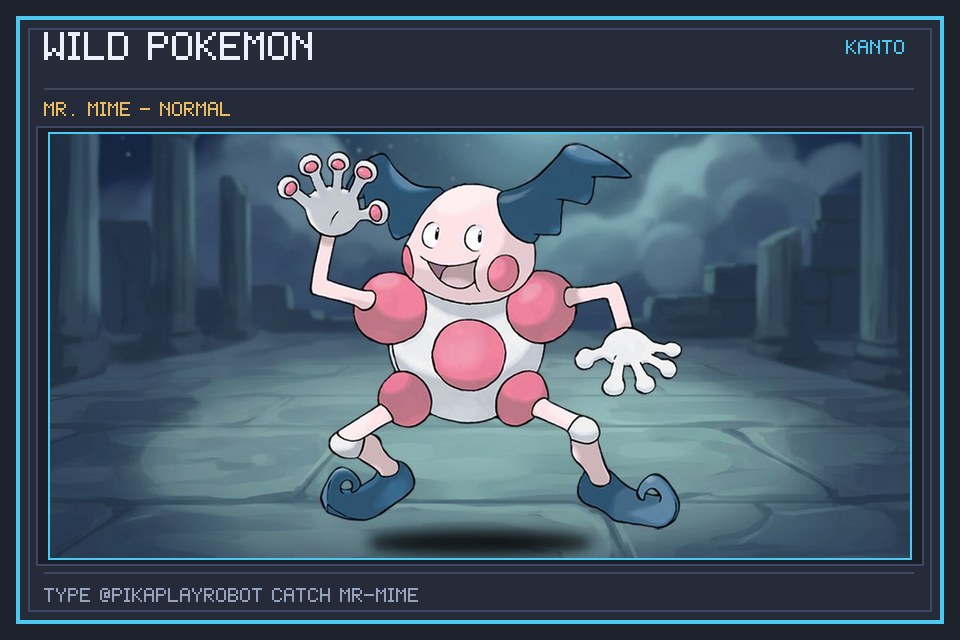 WILD POKEMON
KANTO
MR. MIME - NORMAL
TYPE @PIKAPLAYROBOT CATCH MR-MIME